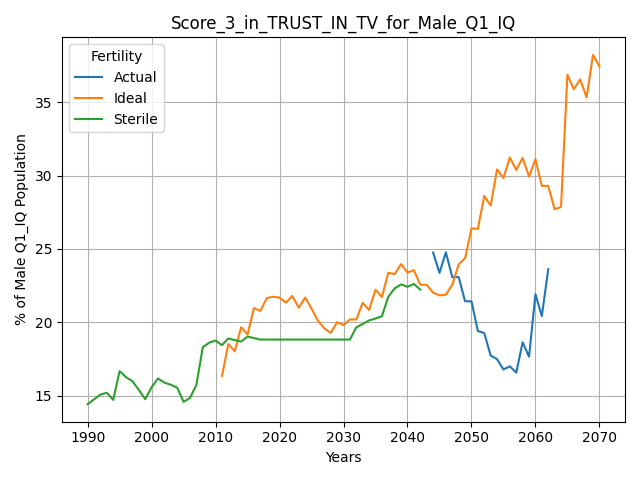 Score_3_in_TRUST_IN_TV_for_Male_Q1_IQ
Fertility
Actual
Ideal
Sterile
% of Male Q1_IQ Population
35
30
25
20
15
1990 2000 2010 2020 2030 2040 2050 2060 2070
Years